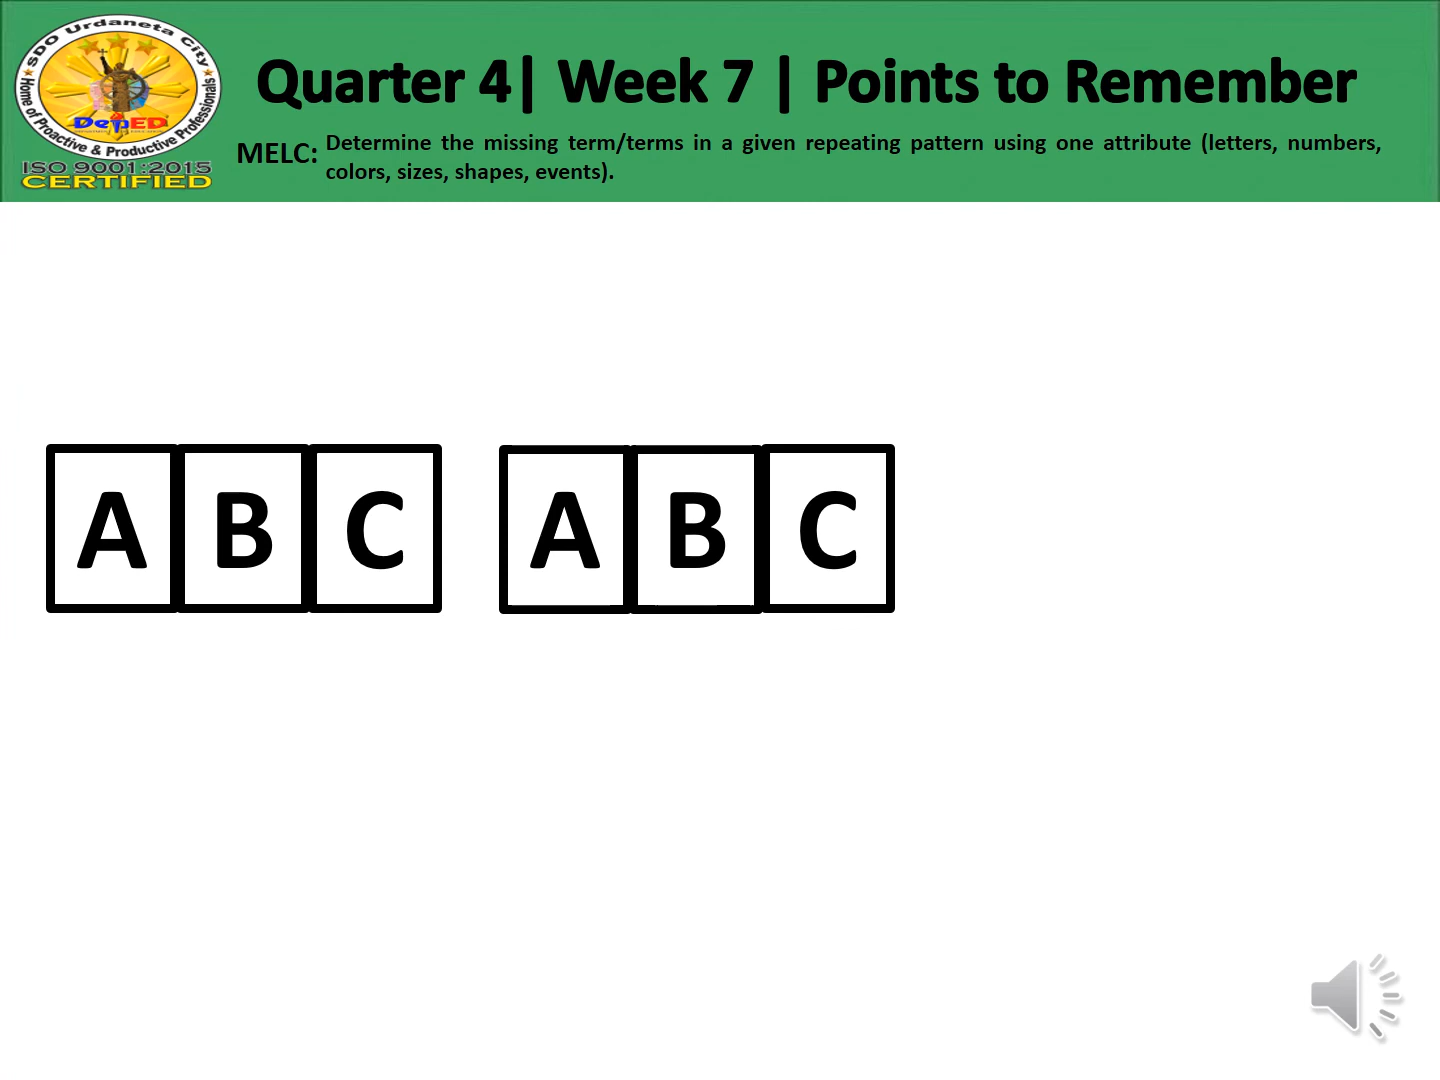 SDO Urdaneta City
Home of Proactive & Productive Professionals
DepED
ISO 9001:2015
CERTIFIED
Quarter 4| Week 7 | Points to Remember
MELC: Determine the missing term/terms in a given repeating pattern using one attribute (letters, numbers,
colors, sizes, shapes, events).
A B C A B C